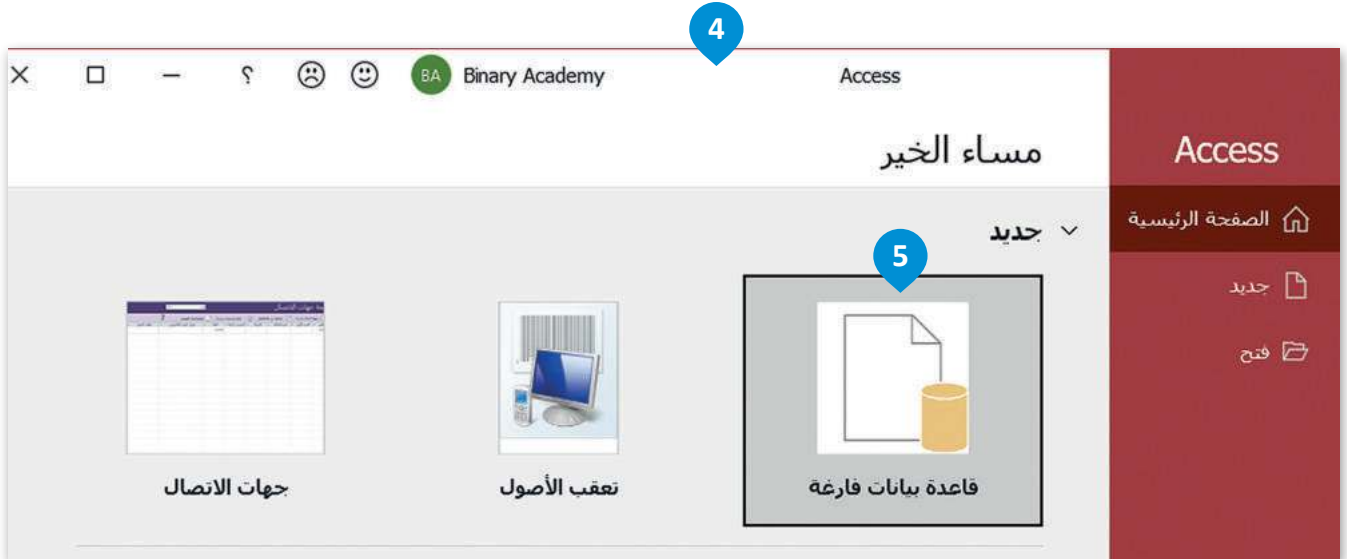 4
Access
Binary Academy
BA
؟
Access
مساء الخير
الصفحة الرئيسية
جديد
5
جديد
فتح
قاعدة بيانات فارغة
تعقب الأصول
جهات الاتصال